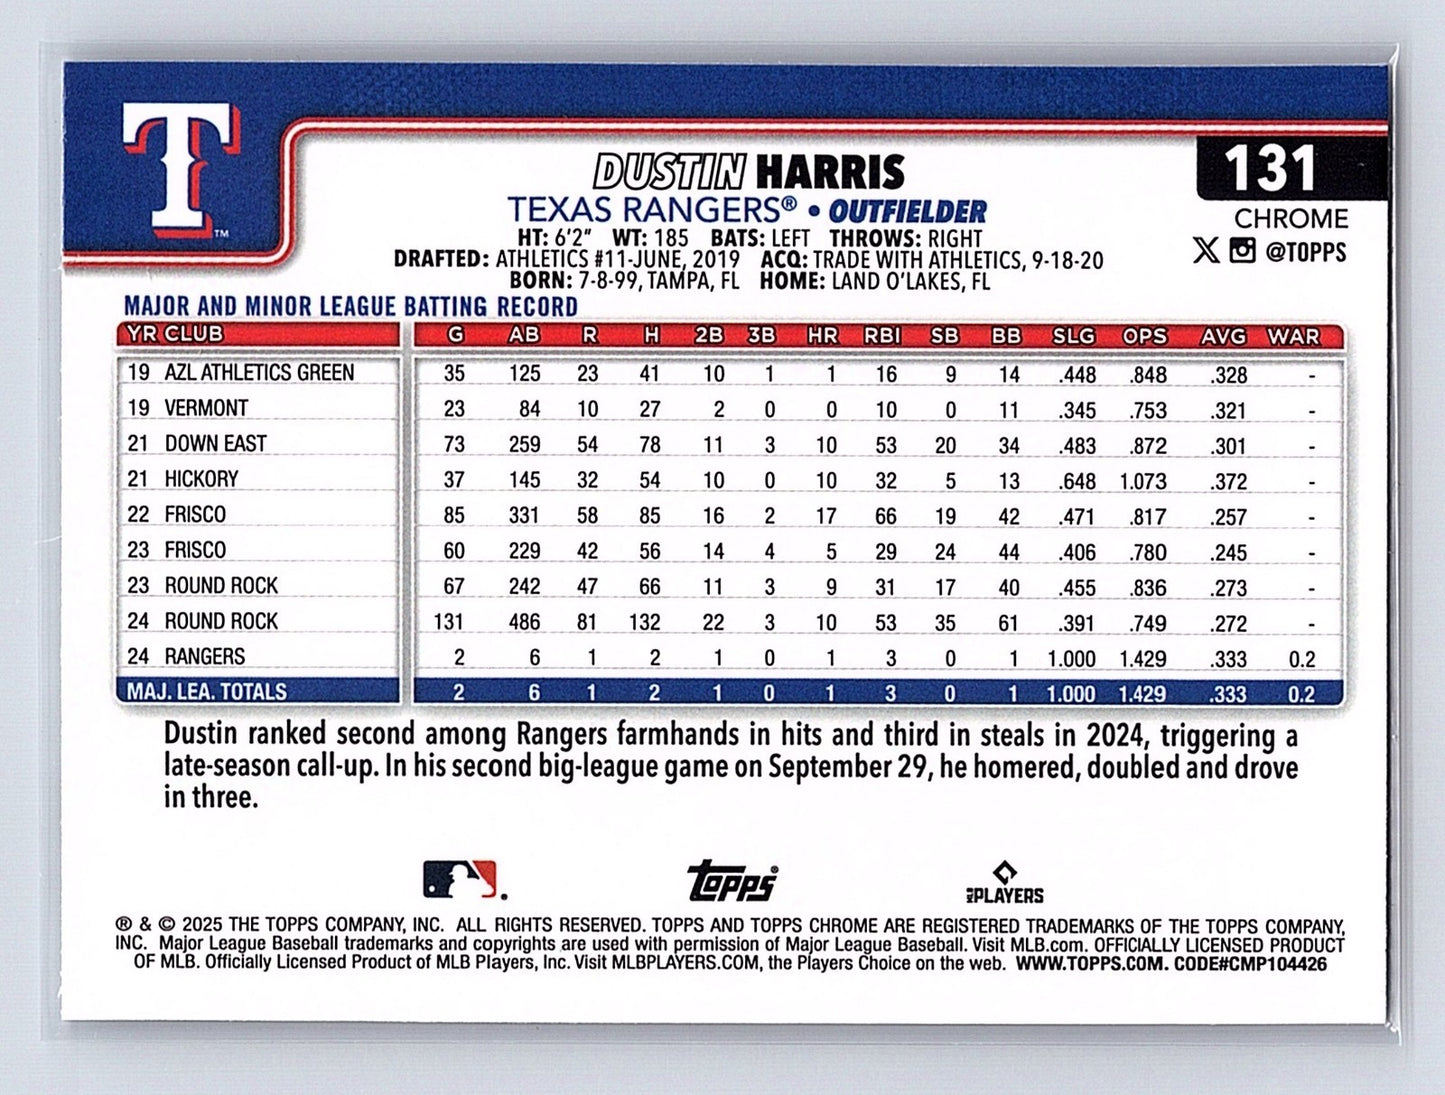 T
TM
DUSTIN HARRIS
131
TEXAS RANGERS® • OUTFIELDER
CHROME
HT: 6'2" WT: 185 BATS: LEFT THROWS: RIGHT
@TOPPS
DRAFTED: ATHLETICS #11-JUNE, 2019 ACQ: TRADE WITH ATHLETICS, 9-18-20
BORN: 7-8-99, TAMPA, FL HOME: LAND O'LAKES, FL
MAJOR AND MINOR LEAGUE BATTING RECORD
YR CLUB G AB R H 2B 3B HR RBI SB BB SLG OPS AVG WAR
19 AZL ATHLETICS GREEN 35 125 23 41 10 1 1 16 9 14 .448 .848 .328 -
19 VERMONT 23 84 10 27 2 0 0 10 0 11 .345 .753 .321 -
21 DOWN EAST 73 259 54 78 11 3 10 53 20 34 .483 .872 .301 -
21 HICKORY 37 145 32 54 10 0 10 32 5 13 .648 1.073 .372 -
22 FRISCO 85 331 58 85 16 2 17 66 19 42 .471 .817 .257 -
23 FRISCO 60 229 42 56 14 4 5 29 24 44 .406 .780 .245 -
23 ROUND ROCK 67 242 47 66 11 3 9 31 17 40 .455 .836 .273 -
24 ROUND ROCK 131 486 81 132 22 3 10 53 35 61 .391 .749 .272 -
24 RANGERS 2 6 1 2 1 0 1 3 0 1 1.000 1.429 .333 0.2
MAJ. LEA. TOTALS 2 6 1 2 1 0 1 3 0 1 1.000 1.429 .333 0.2
Dustin ranked second among Rangers farmhands in hits and third in steals in 2024, triggering a
late-season call-up. In his second big-league game on September 29, he homered, doubled and drove
in three.
Topps®
MLBPLAYERS
® & © 2025 THE TOPPS COMPANY, INC. ALL RIGHTS RESERVED. TOPPS AND TOPPS CHROME ARE REGISTERED TRADEMARKS OF THE TOPPS COMPANY,
INC. Major League Baseball trademarks and copyrights are used with permission of Major League Baseball. Visit MLB.com. OFFICIALLY LICENSED PRODUCT
OF MLB. Officially Licensed Product of MLB Players, Inc. Visit MLBPLAYERS.COM, the Players Choice on the web. WWW.TOPPS.COM. CODE#CMP104426